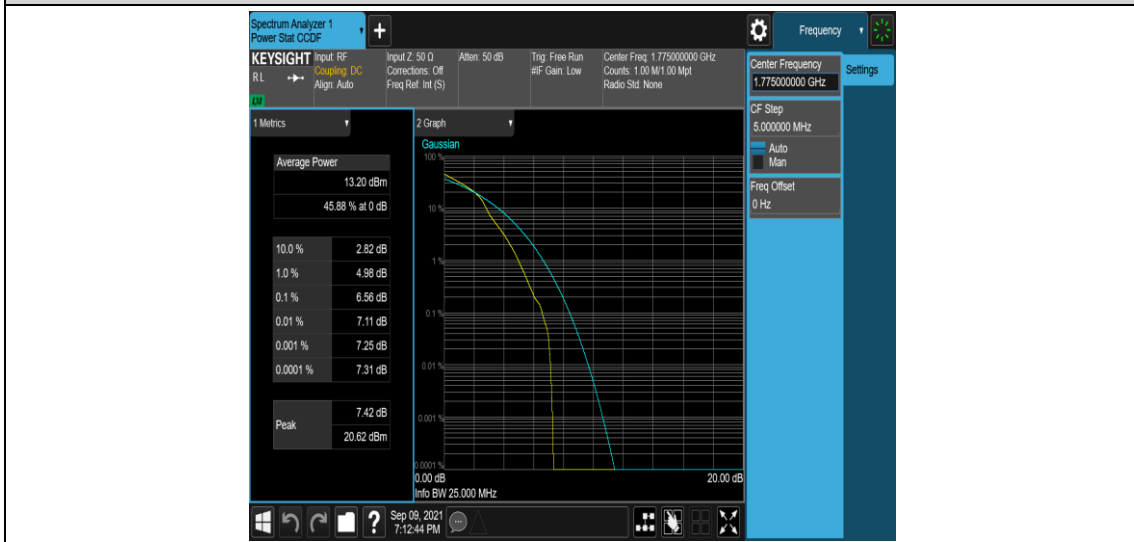 Spectrum Analyzer 1
Power Stat CCDF
+
Frequency
KEYSIGHT
RL
LXI
Input: RF
Coupling: DC
Align: Auto
Input Z: 50 Ω
Corrections: Off
Freq Ref: Int (S)
Atten: 50 dB
Trig: Free Run
#IF Gain: Low
Center Freq: 1.775000000 GHz
Counts: 1.00 M/1.00 Mpt
Radio Std: None
Center Frequency
1.775000000 GHz
Settings
CF Step
5.000000 MHz
Auto
Man
Freq Offset
0 Hz
1 Metrics
Average Power
13.20 dBm
45.88 % at 0 dB
10.0 % 2.82 dB
1.0 % 4.98 dB
0.1 % 6.56 dB
0.01 % 7.11 dB
0.001 % 7.25 dB
0.0001 % 7.31 dB
Peak
7.42 dB
20.62 dBm
2 Graph
Gaussian
100 %
10 %
1 %
0.1 %
0.01 %
0.001 %
0.0001 %
0.00 dB 20.00 dB
Info BW 25.000 MHz
?
Sep 09, 2021
7:12:44 PM